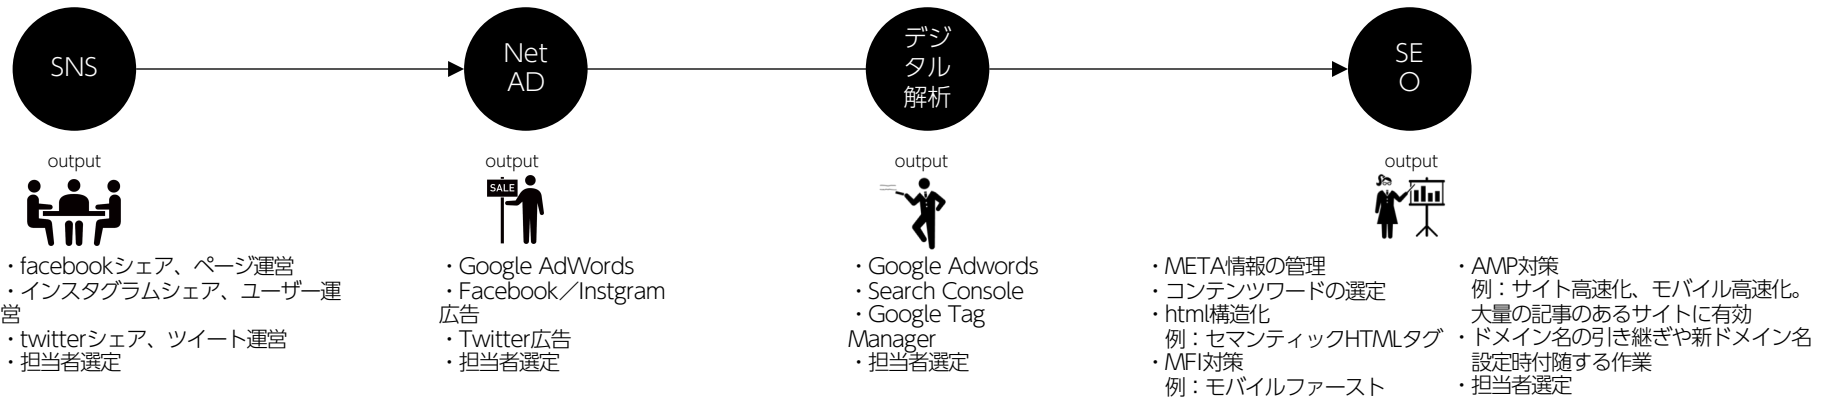 SNS
Net
AD
デジ
タル
解析
SE
O
output
output
output
output
SALE
・facebookシェア、ページ運営
・インスタグラムシェア、ユーザー運
営
・twitterシェア、ツイート運営
・担当者選定
・Google AdWords
・Facebook／Instgram
広告
・Twitter広告
・担当者選定
・Google Adwords
・Search Console
・Google Tag
Manager
・担当者選定
・META情報の管理
・コンテンツワードの選定
・html構造化
例：セマンティックHTMLタグ
・MFI対策
例：モバイルファースト
・AMP対策
例：サイト高速化、モバイル高速化。
大量の記事のあるサイトに有効
・ドメイン名の引き継ぎや新ドメイン名
設定時付随する作業
・担当者選定